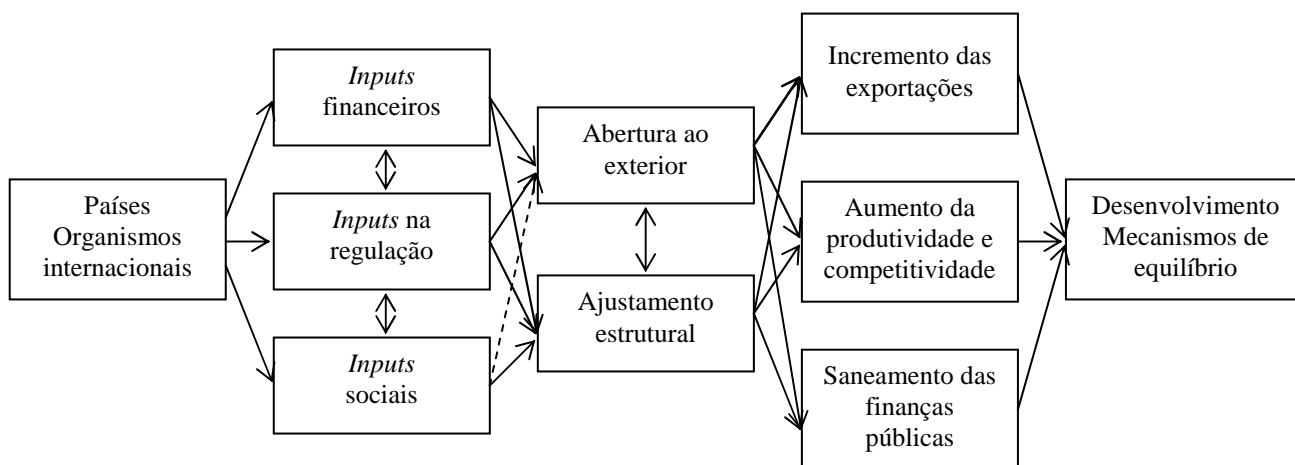 Países
Organismos
internacionais
Inputs
financeiros
Inputs na
regulação
Inputs
sociais
Abertura ao
exterior
Ajustamento
estrutural
Incremento das
exportações
Aumento da
produtividade e
competitividade
Saneamento das
finanças
públicas
Desenvolvimento
Mecanismos de
equilíbrio